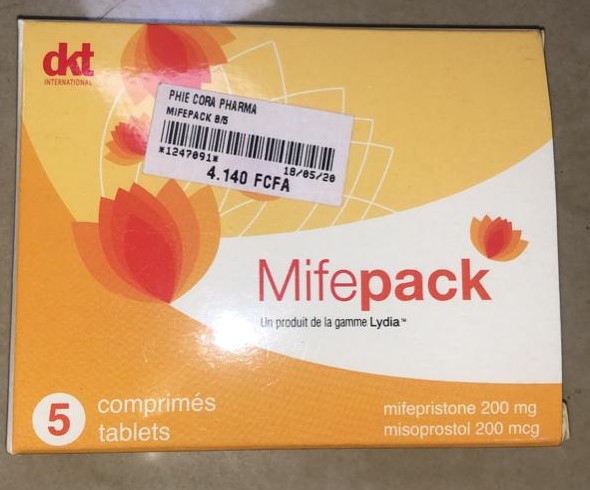 dkt
INTERNATIONAL
PHIE CORA PHARMA
MIFEPACK B/5
*1247091*
18/05/20
4.140 FCFA
Mifepack
Un produit de la gamme Lydia™
5 comprimés
tablets
mifepristone 200 mg
misoprostol 200 mcg